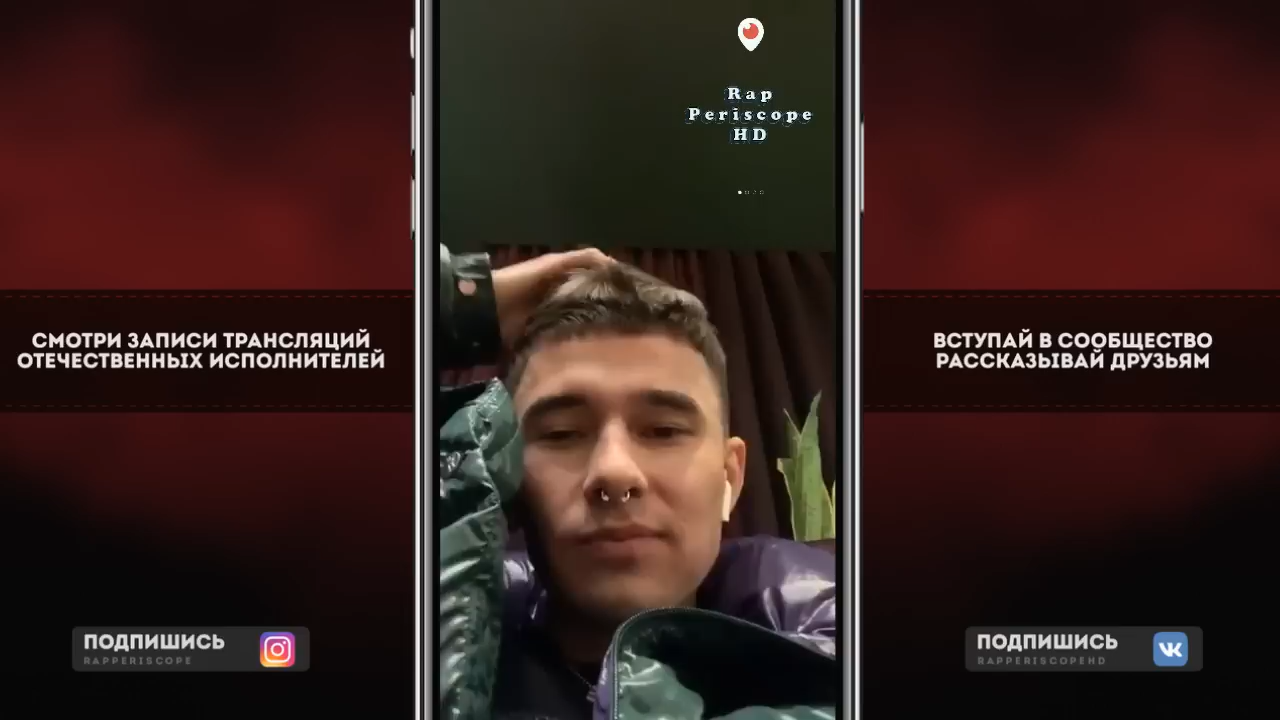 Rap
Periscope
HD
СМОТРИ ЗАПИСИ ТРАНСЛЯЦИЙ
ОТЕЧЕСТВЕННЫХ ИСПОЛНИТЕЛЕЙ
ВСТУПАЙ В СООБЩЕСТВО
РАССКАЗЫВАЙ ДРУЗЬЯМ
ПОДПИШИСЬ
RAPPERISCOPE
ПОДПИШИСЬ
RAPPERISCOPEHD